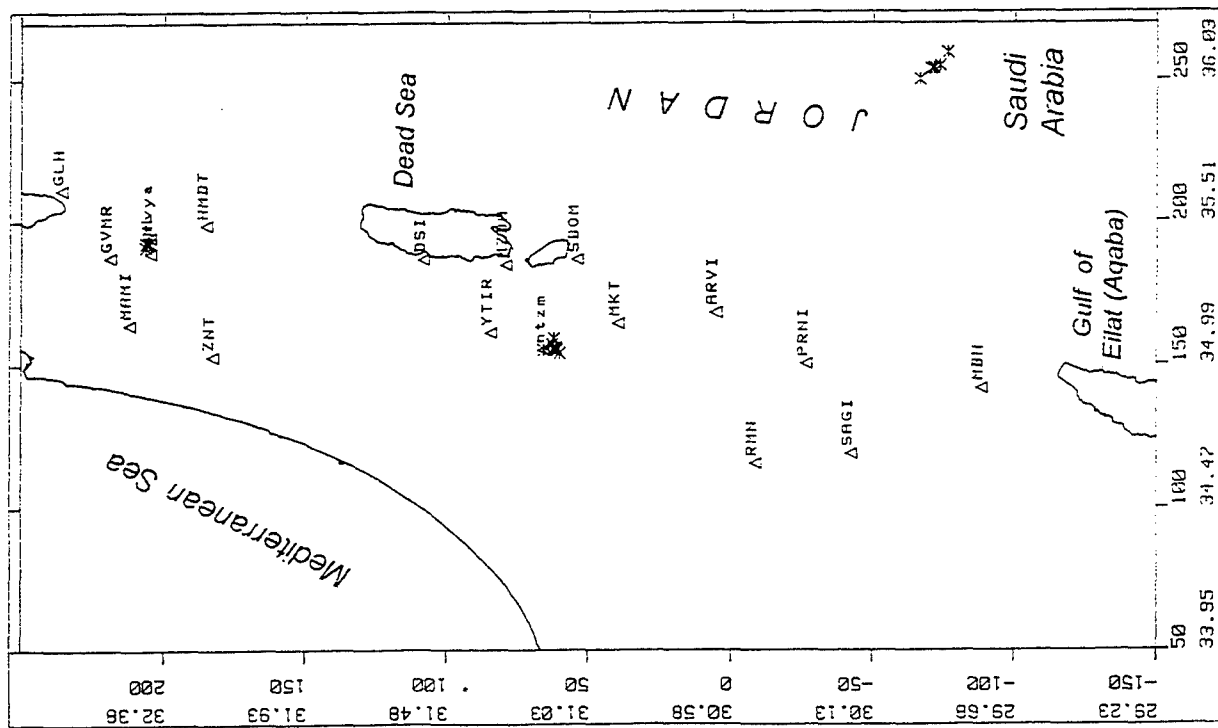 GLH
GVMR
MAMI
HMDT
ZNT
Dead Sea
DSI
YTIR
SDOM
MKT
ARVI
PRNI
RMN
SAGI
MBH
JORDAN
Saudi
Arabia
Gulf of
Eilat (Aqaba)
Mediterranean Sea
200 150 100 50 0 -50 -100 -150
32.38 31.93 31.48 31.03 30.58 30.13 29.68 29.23
50 100 150 200 250
33.95 34.47 34.99 35.51 36.03